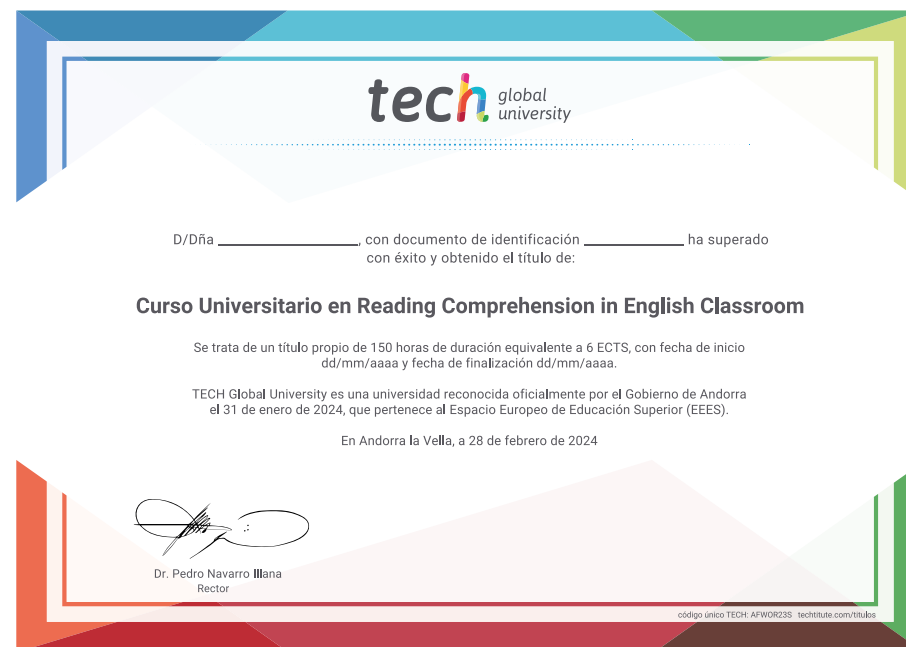 tech global university
D/Dña ____________________, con documento de identificación ______________ ha superado
con éxito y obtenido el título de:
Curso Universitario en Reading Comprehension in English Classroom
Se trata de un título propio de 150 horas de duración equivalente a 6 ECTS, con fecha de inicio
dd/mm/aaaa y fecha de finalización dd/mm/aaaa.
TECH Global University es una universidad reconocida oficialmente por el Gobierno de Andorra
el 31 de enero de 2024, que pertenece al Espacio Europeo de Educación Superior (EEES).
En Andorra la Vella, a 28 de febrero de 2024
Dr. Pedro Navarro Illana
Rector
código único TECH: AFWOR23S techtitute.com/titulos